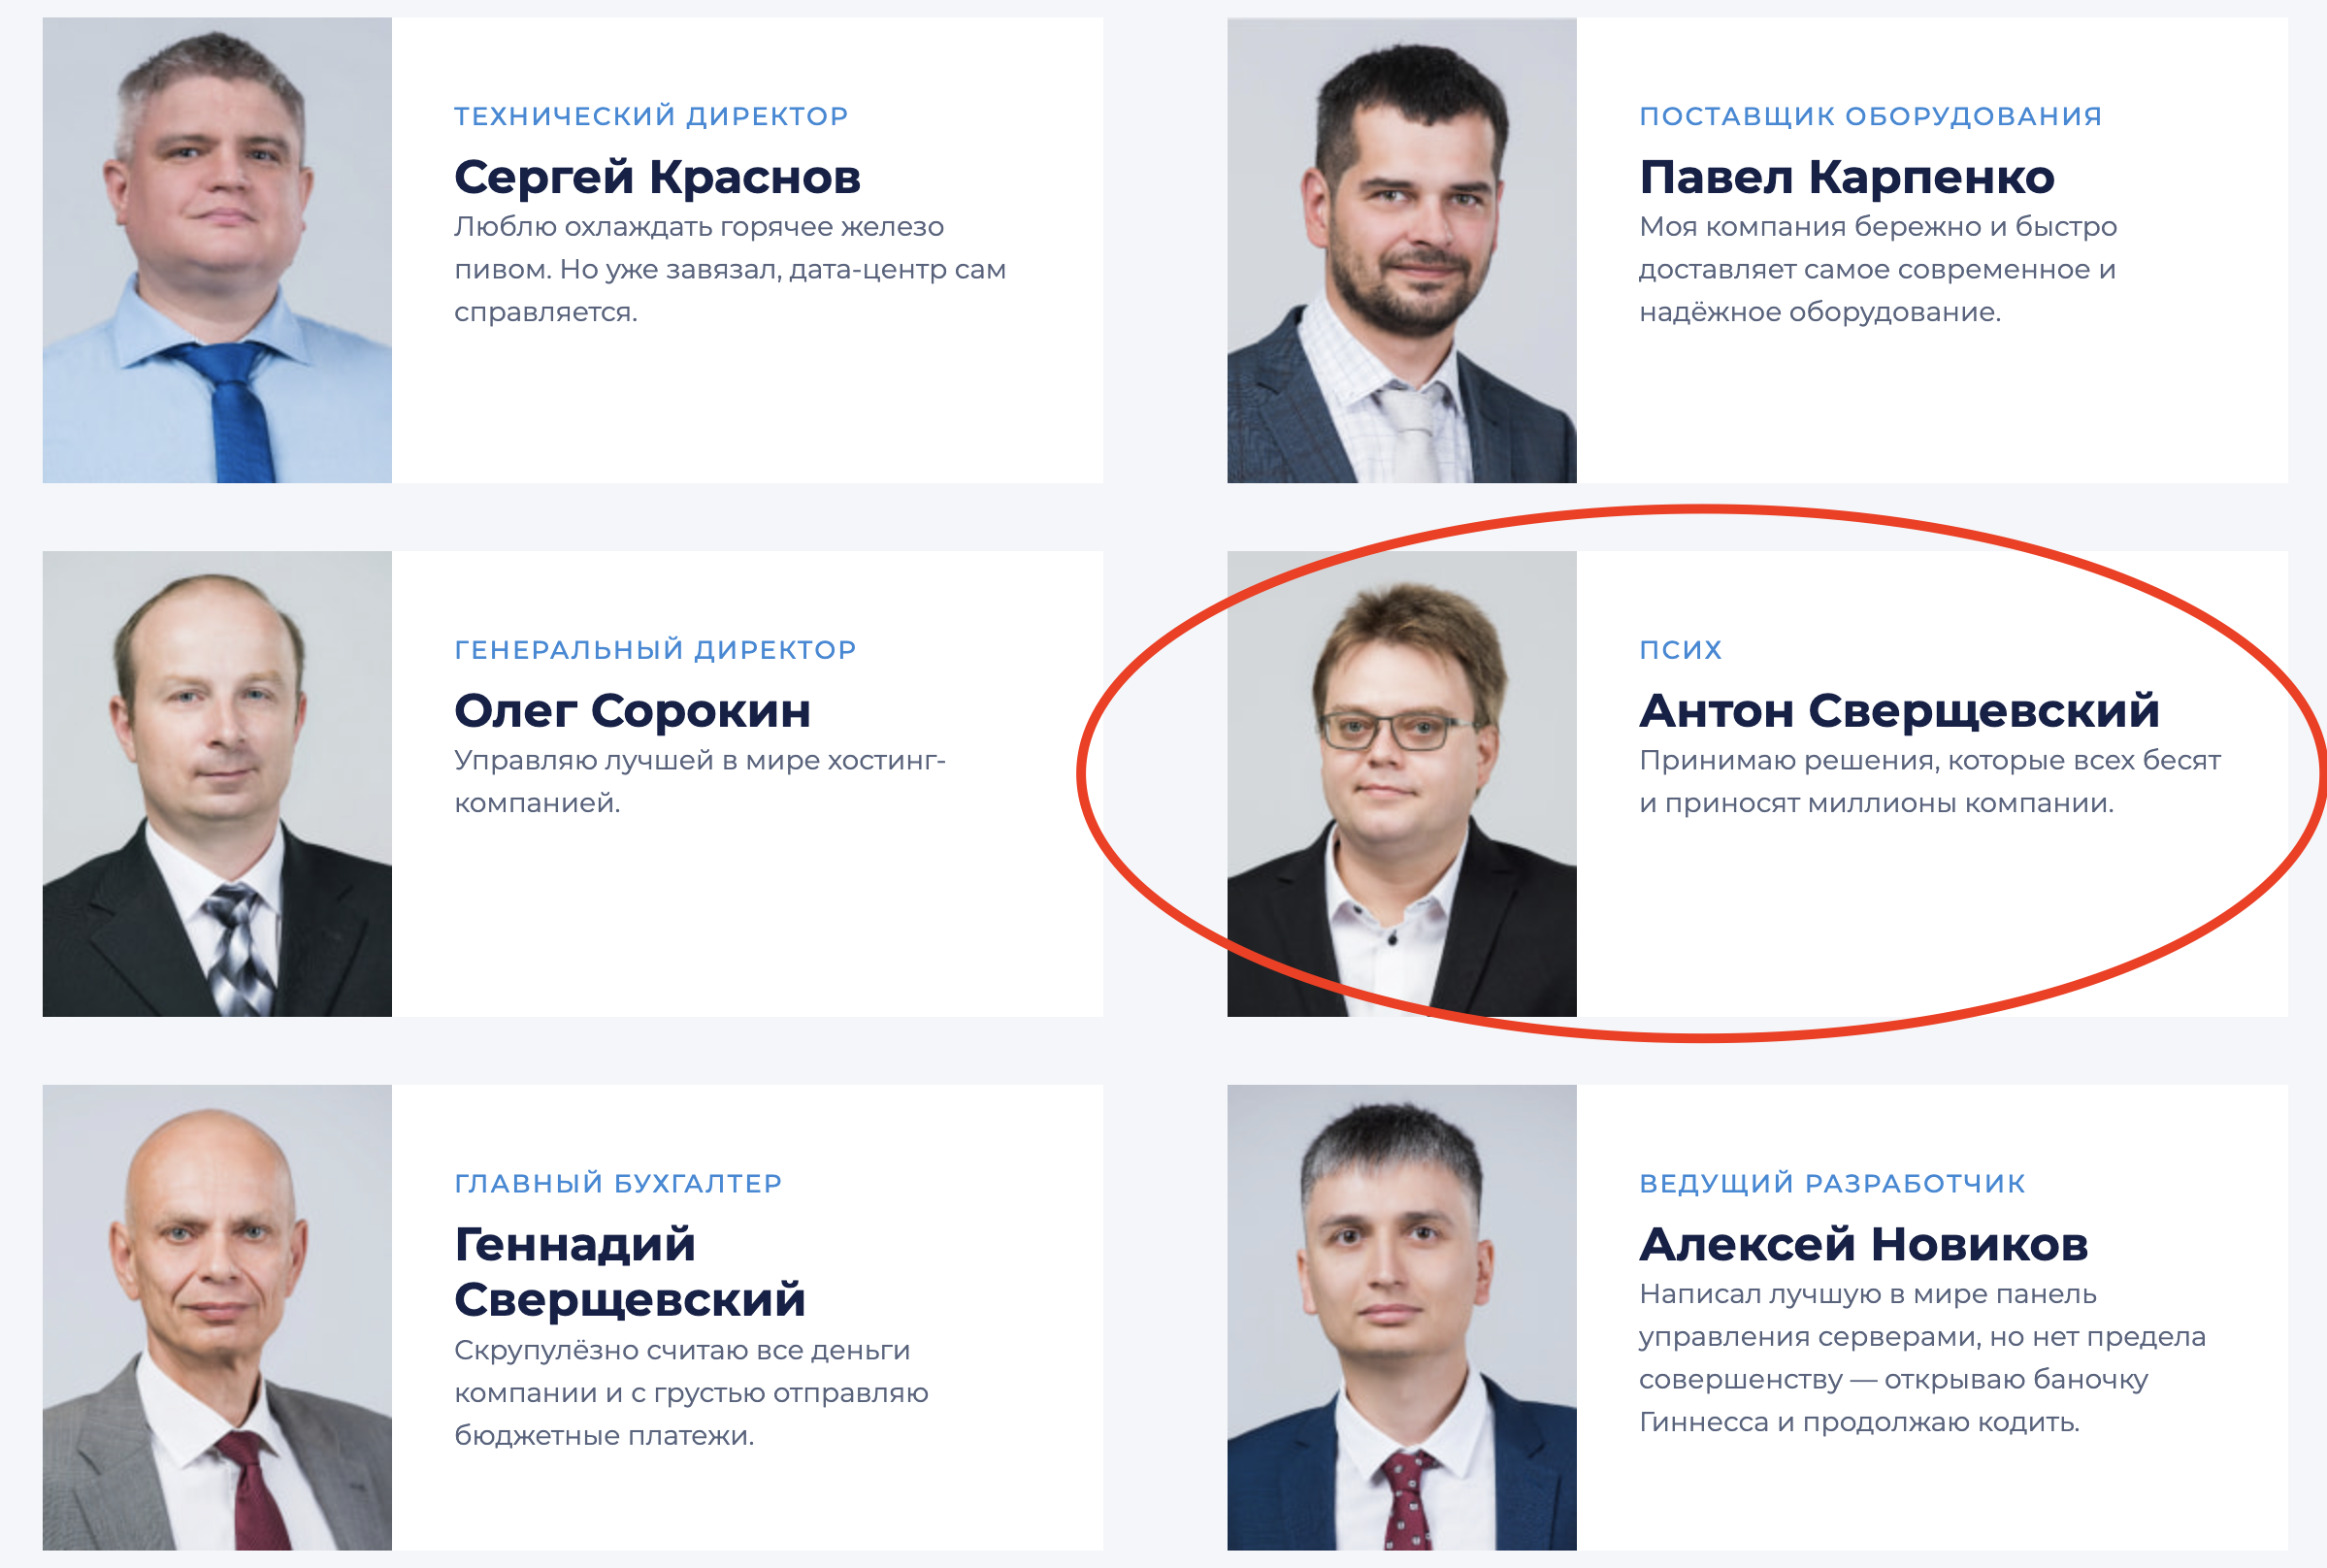 ТЕХНИЧЕСКИЙ ДИРЕКТОР
Сергей Краснов
Люблю охлаждать горячее железо
пивом. Но уже завязал, дата-центр сам
справляется.
ПОСТАВЩИК ОБОРУДОВАНИЯ
Павел Карпенко
Моя компания бережно и быстро
доставляет самое современное и
надёжное оборудование.
ГЕНЕРАЛЬНЫЙ ДИРЕКТОР
Олег Сорокин
Управляю лучшей в мире хостинг-
компанией.
ПСИХ
Антон Сверщевский
Принимаю решения, которые всех бесят
и приносят миллионы компании.
ГЛАВНЫЙ БУХГАЛТЕР
Геннадий
Сверщевский
Скрупулёзно считаю все деньги
компании и с грустью отправляю
бюджетные платежи.
ВЕДУЩИЙ РАЗРАБОТЧИК
Алексей Новиков
Написал лучшую в мире панель
управления серверами, но нет предела
совершенству — открываю баночку
Гиннесса и продолжаю кодить.